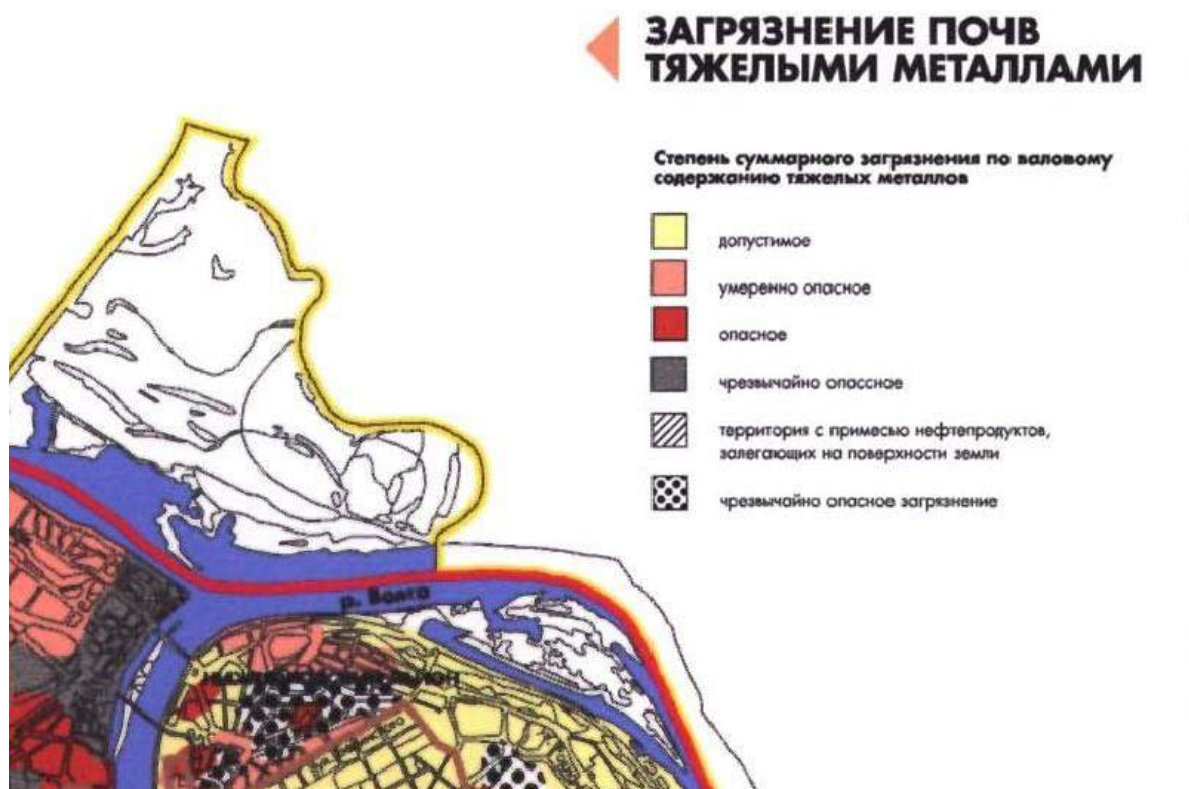 ЗАГРЯЗНЕНИЕ ПОЧВ
ТЯЖЕЛЫМИ МЕТАЛЛАМИ
Степень суммарного загрязнения по валовому
содержанию тяжелых металлов
допустимое
умеренно опасное
опасное
чрезвычайно опассное
территория с примесью нефтепродуктов,
залегающих на поверхности земли
чрезвычайно опасное загрязнение
р. Волга